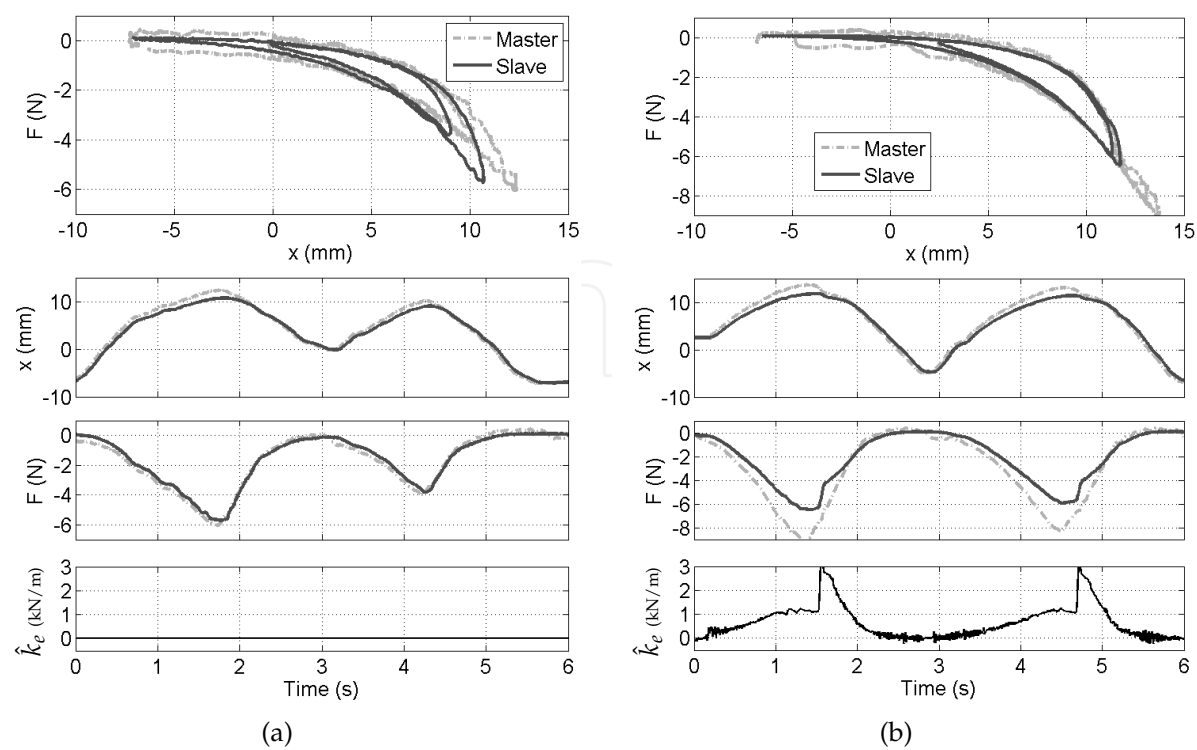 0
-2
-4
-6
F (N)
Master
Slave
-10 -5 0 5 10 15
x (mm)
10
0
-10
x (mm)
0
-2
-4
-6
F (N)
3
2
1
0
k̂e (kN/m)
0 1 2 3 4 5 6
Time (s)
(a)
0
-2
-4
-6
-8
F (N)
Master
Slave
-10 -5 0 5 10 15
x (mm)
10
0
-10
x (mm)
0
-2
-4
-6
-8
F (N)
3
2
1
0
k̂e (kN/m)
0 1 2 3 4 5 6
Time (s)
(b)